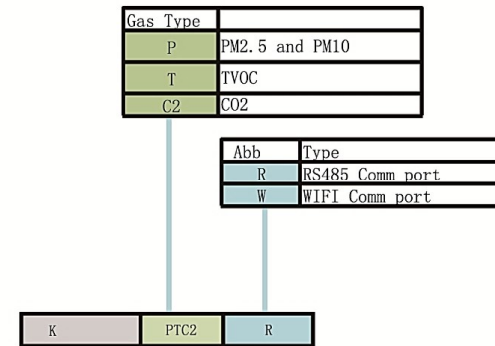 Gas Type
P PM2.5 and PM10
T TVOC
C2 CO2
Abb Type
R RS485 Comm port
W WIFI Comm port
K PTC2 R